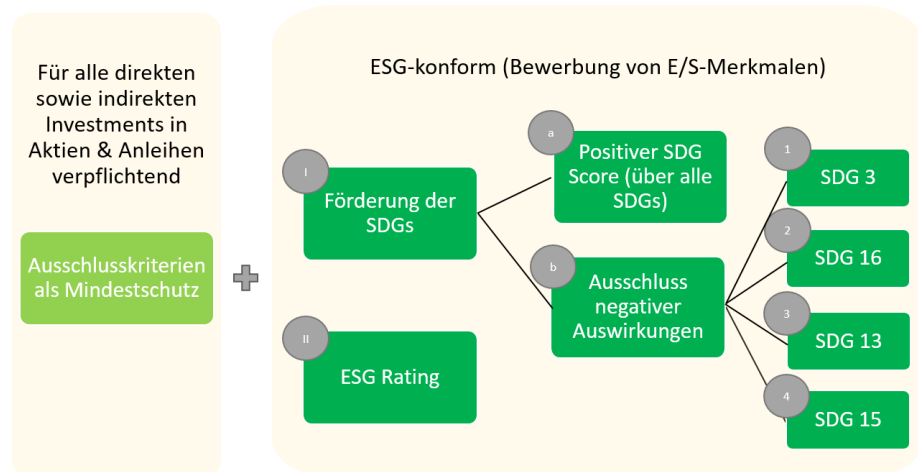 Für alle direkten
sowie indirekten
Investments in
Aktien & Anleihen
verpflichtend
Ausschlusskriterien
als Mindestschutz
ESG-konform (Bewerbung von E/S-Merkmalen)
I
Förderung der
SDGs
II
ESG Rating
a
Positiver SDG
Score (über alle
SDGs)
b
Ausschluss
negativer
Auswirkungen
1
SDG 3
2
SDG 16
3
SDG 13
4
SDG 15